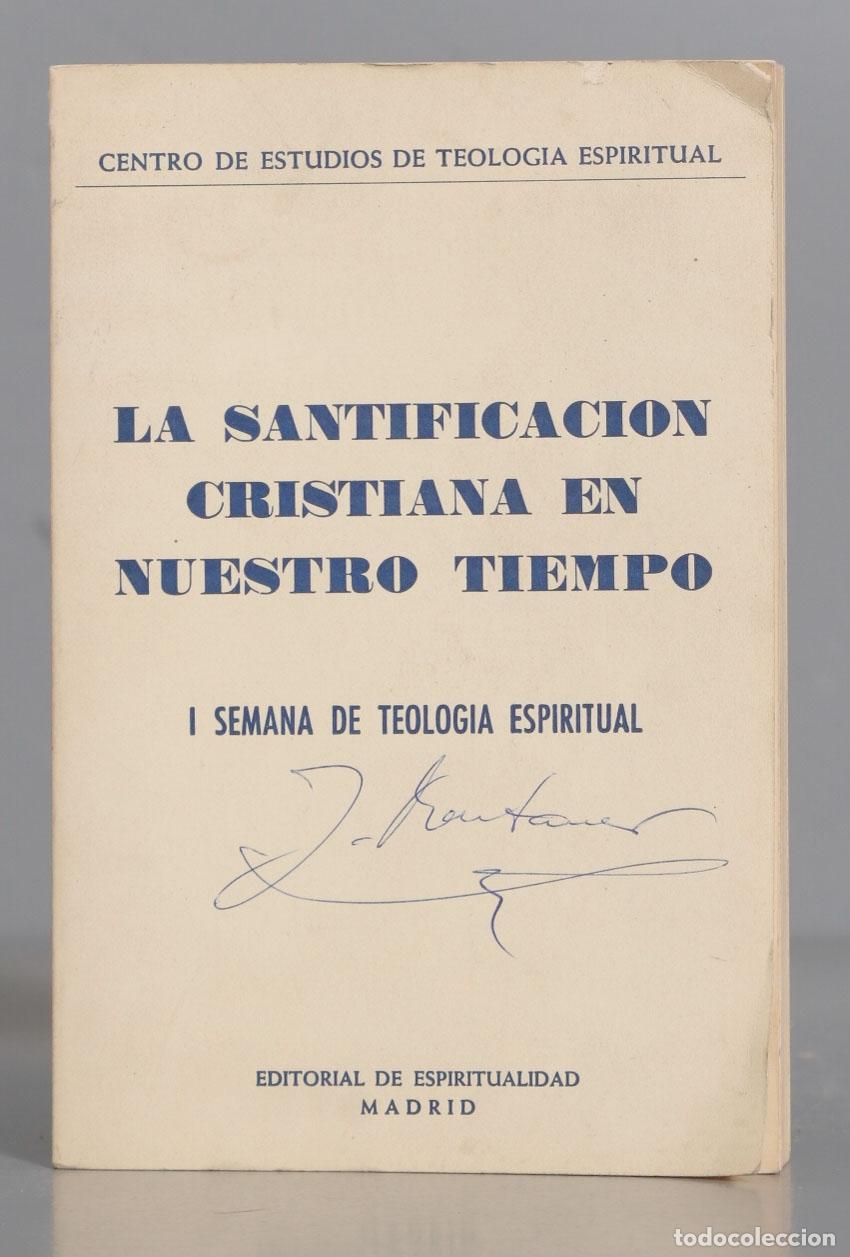 CENTRO DE ESTUDIOS DE TEOLOGIA ESPIRITUAL
LA SANTIFICACION
CRISTIANA EN
NUESTRO TIEMPO
I SEMANA DE TEOLOGIA ESPIRITUAL
J. Montaner
EDITORIAL DE ESPIRITUALIDAD
MADRID
todocoleccion